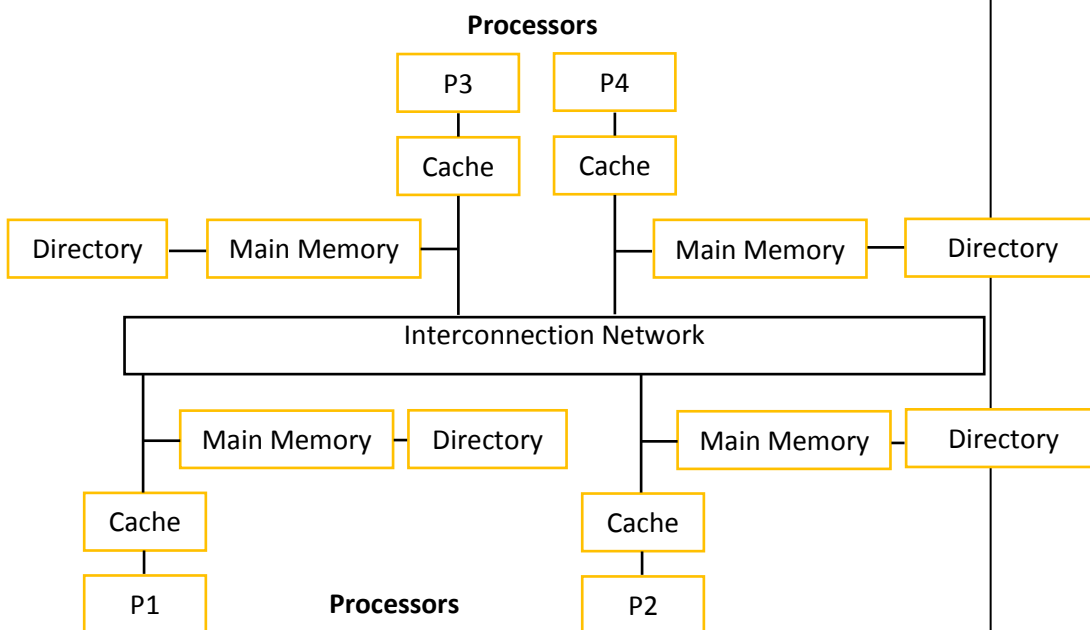 Processors
P3 P4
Cache Cache
Directory Main Memory Main Memory Directory
Interconnection Network
Main Memory Directory Main Memory Directory
Cache Cache
P1 Processors P2